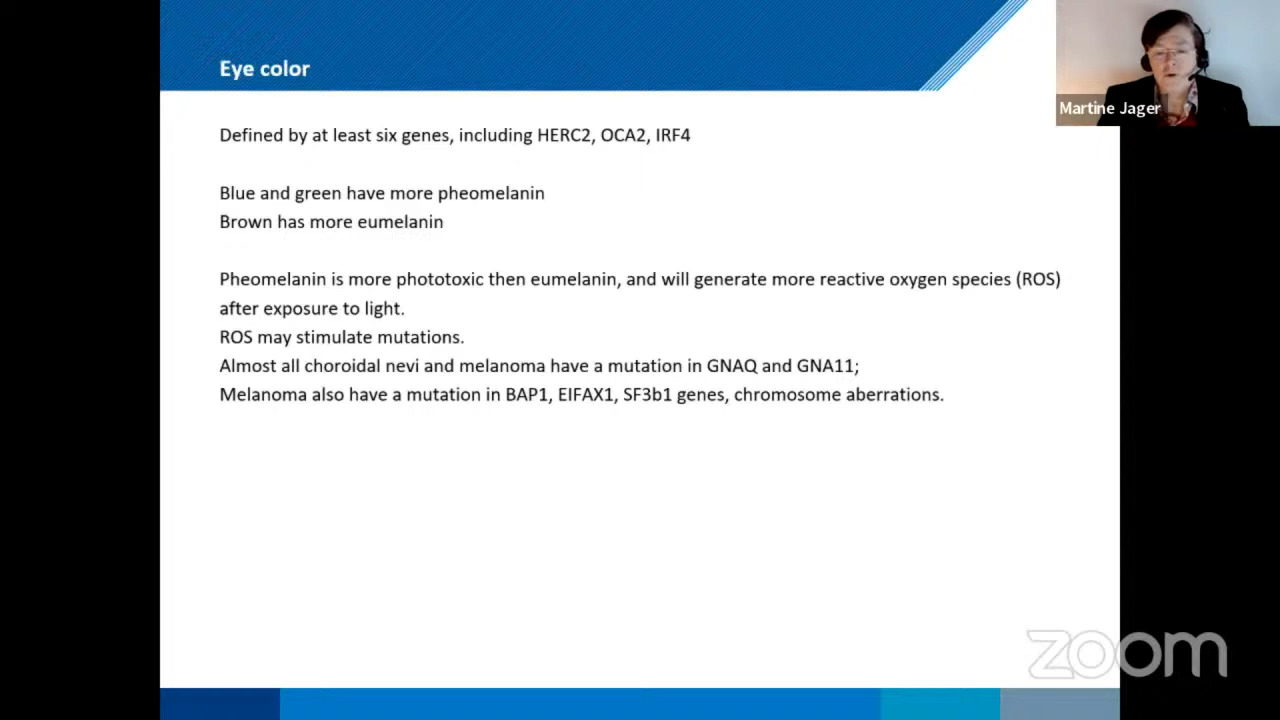 Eye color
Martine Jager
Defined by at least six genes, including HERC2, OCA2, IRF4
Blue and green have more pheomelanin
Brown has more eumelanin
Pheomelanin is more phototoxic then eumelanin, and will generate more reactive oxygen species (ROS)
after exposure to light.
ROS may stimulate mutations.
Almost all choroidal nevi and melanoma have a mutation in GNAQ and GNA11;
Melanoma also have a mutation in BAP1, EIFAX1, SF3b1 genes, chromosome aberrations.
zoom